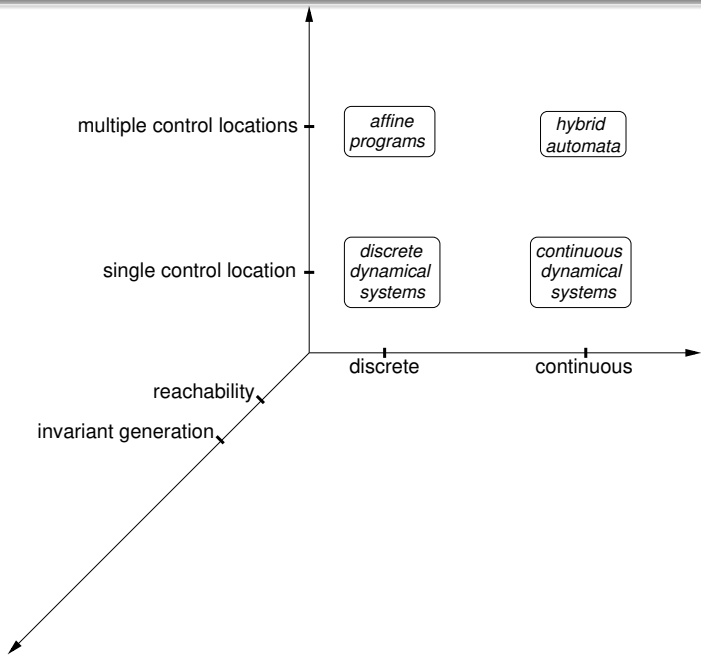 multiple control locations
affine
programs
hybrid
automata
single control location
discrete
dynamical
systems
continuous
dynamical
systems
discrete
continuous
reachability
invariant generation